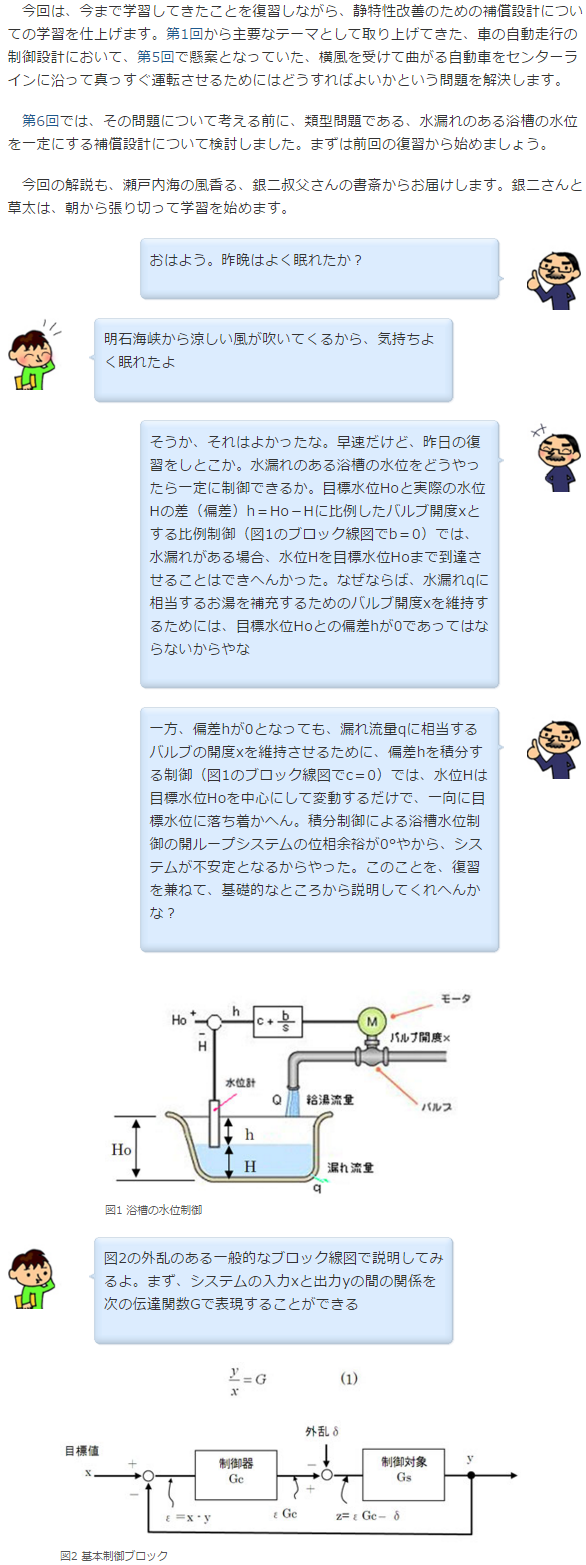 今回は、今まで学習してきたことを復習しながら、静特性改善のための補償設計につい
ての学習を仕上げます。第1回から主要なテーマとして取り上げてきた、車の自動走行の
制御設計において、第5回で懸案となっていた、横風を受けて曲がる自動車をセンターラ
インに沿って真っすぐ運転させるためにはどうすればよいかという問題を解決します。
第6回では、その問題について考える前に、類型問題である、水漏れのある浴槽の水位
を一定にする補償設計について検討しました。まずは前回の復習から始めましょう。
今回の解説も、瀬戸内海の風香る、銀二叔父さんの書斎からお届けします。銀二さんと
草太は、朝から張り切って学習を始めます。
おはよう。昨晩はよく眠れたか？
明石海峡から涼しい風が吹いてくるから、気持ちよ
く眠れたよ
そうか、それはよかったな。早速だけど、昨日の復
習をしとこか。水漏れのある浴槽の水位をどうやっ
たら一定に制御できるか。目標水位Hoと実際の水位
Hの差（偏差）h＝Ho－Hに比例したバルブ開度xと
する比例制御（図1のブロック線図でb＝0）では、
水漏れがある場合、水位Hを目標水位Hoまで到達さ
せることはできへんかった。なぜならば、水漏れqに
相当するお湯を補充するためのバルブ開度xを維持す
るためには、目標水位Hoとの偏差hが0であってはな
らないからやな
一方、偏差hが0となっても、漏れ流量qに相当する
バルブの開度xを維持させるために、偏差hを積分す
る制御（図1のブロック線図でc＝0）では、水位Hは
目標水位Hoを中心にして変動するだけで、一向に目
標水位に落ち着かへん。積分制御による浴槽水位制
御の開ループシステムの位相余裕が0°やから、シス
テムが不安定となるからやった。このことを、復習
を兼ねて、基礎的なところから説明してくれへんか
な？
モータ
Ho + h c + b/s M
－
H
バルブ開度x
水位計
Q 給湯流量
バルブ
h
Ho
H
漏れ流量
q
図1 浴槽の水位制御
図2の外乱のある一般的なブロック線図で説明してみ
るよ。まず、システムの入力xと出力yの間の関係を
次の伝達関数Gで表現することができる
y/x = G (1)
外乱 δ
目標値
x
+
－
制御器
Gc
－
+
制御対象
Gs
y
ε＝x - y
ε Gc
z= ε Gc－ δ
図2 基本制御ブロック